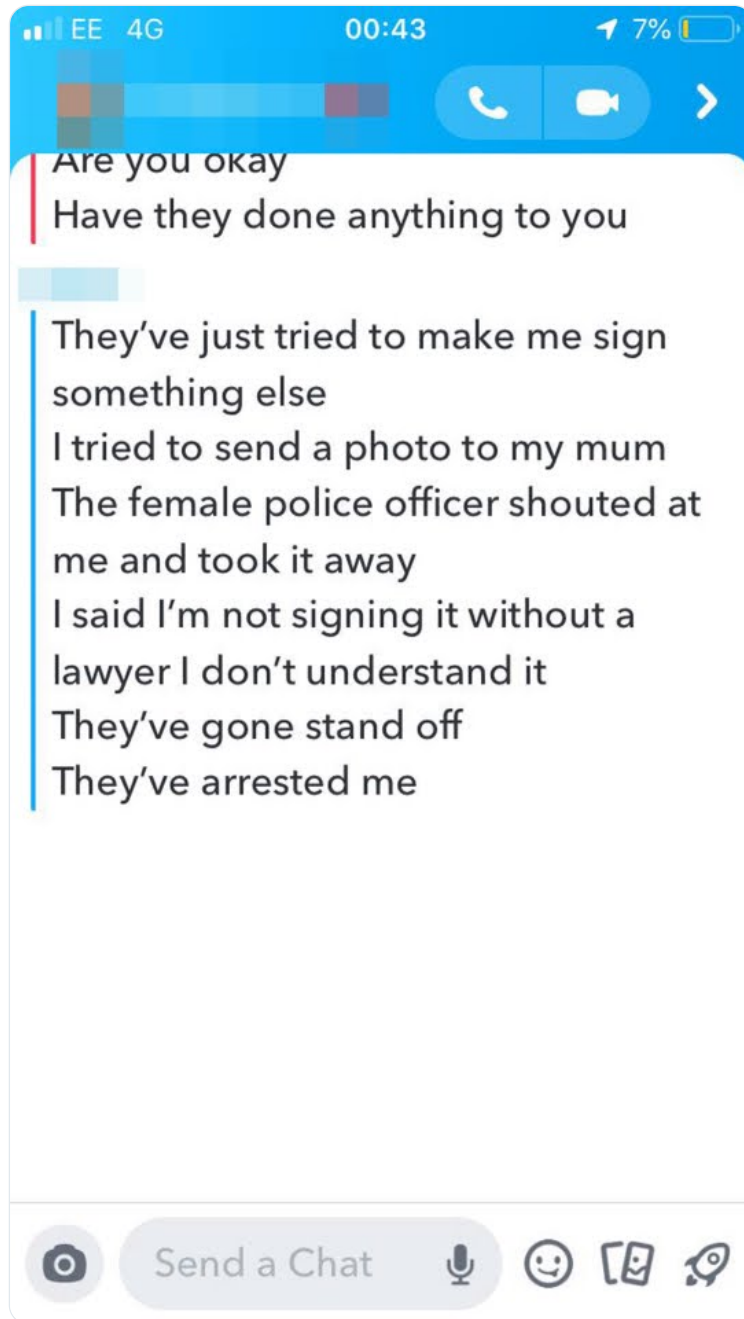 EE 4G 00:43 7%
Are you okay
Have they done anything to you
They've just tried to make me sign
something else
I tried to send a photo to my mum
The female police officer shouted at
me and took it away
I said I'm not signing it without a
lawyer I don't understand it
They've gone stand off
They've arrested me
Send a Chat